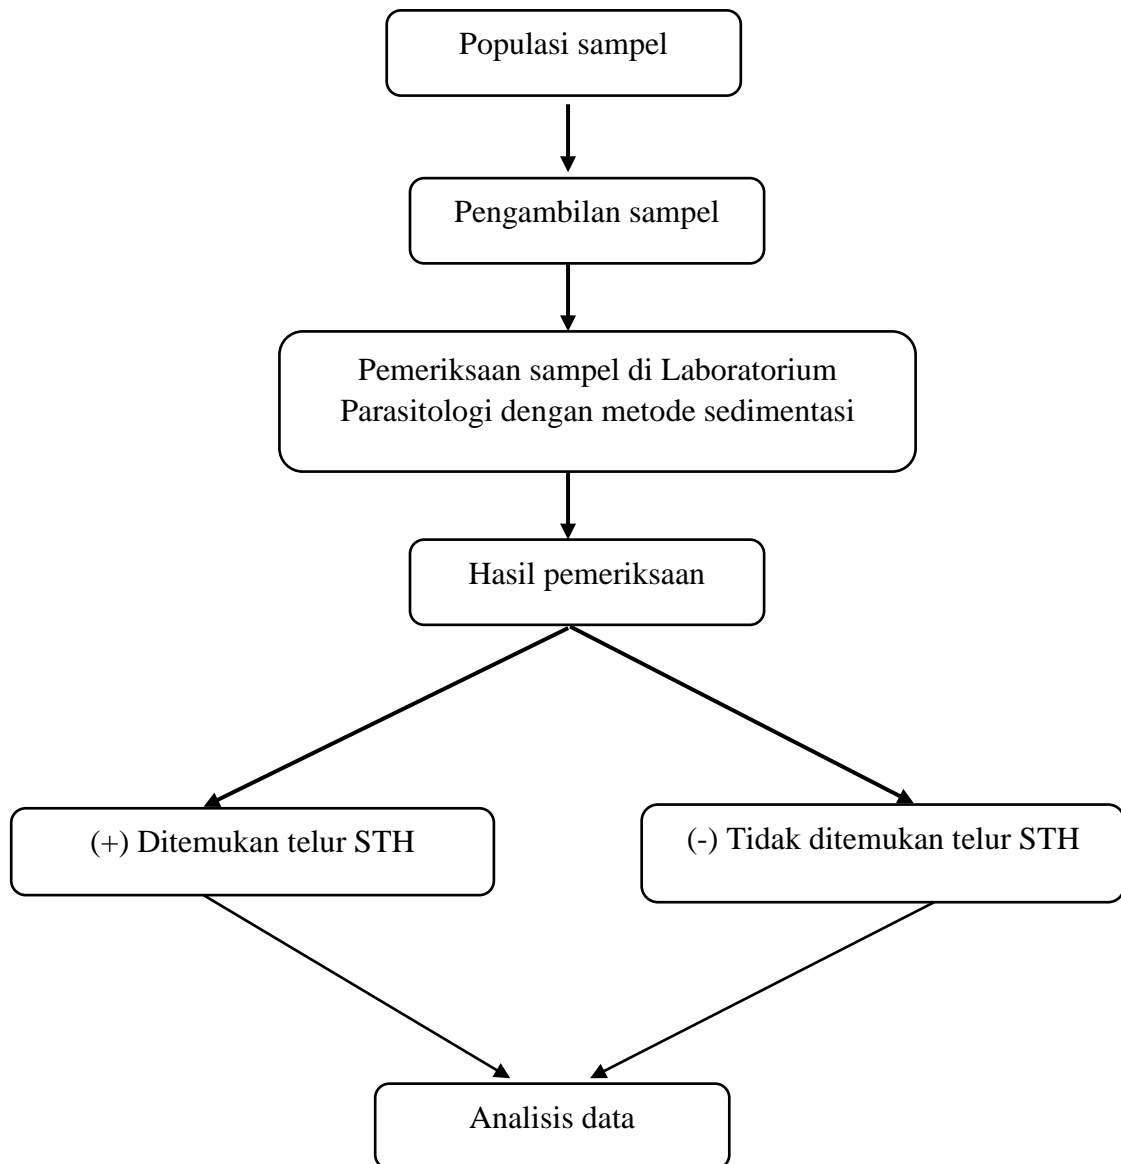 Populasi sampel
Pengambilan sampel
Pemeriksaan sampel di Laboratorium
Parasitologi dengan metode sedimentasi
Hasil pemeriksaan
(+) Ditemukan telur STH
(-) Tidak ditemukan telur STH
Analisis data